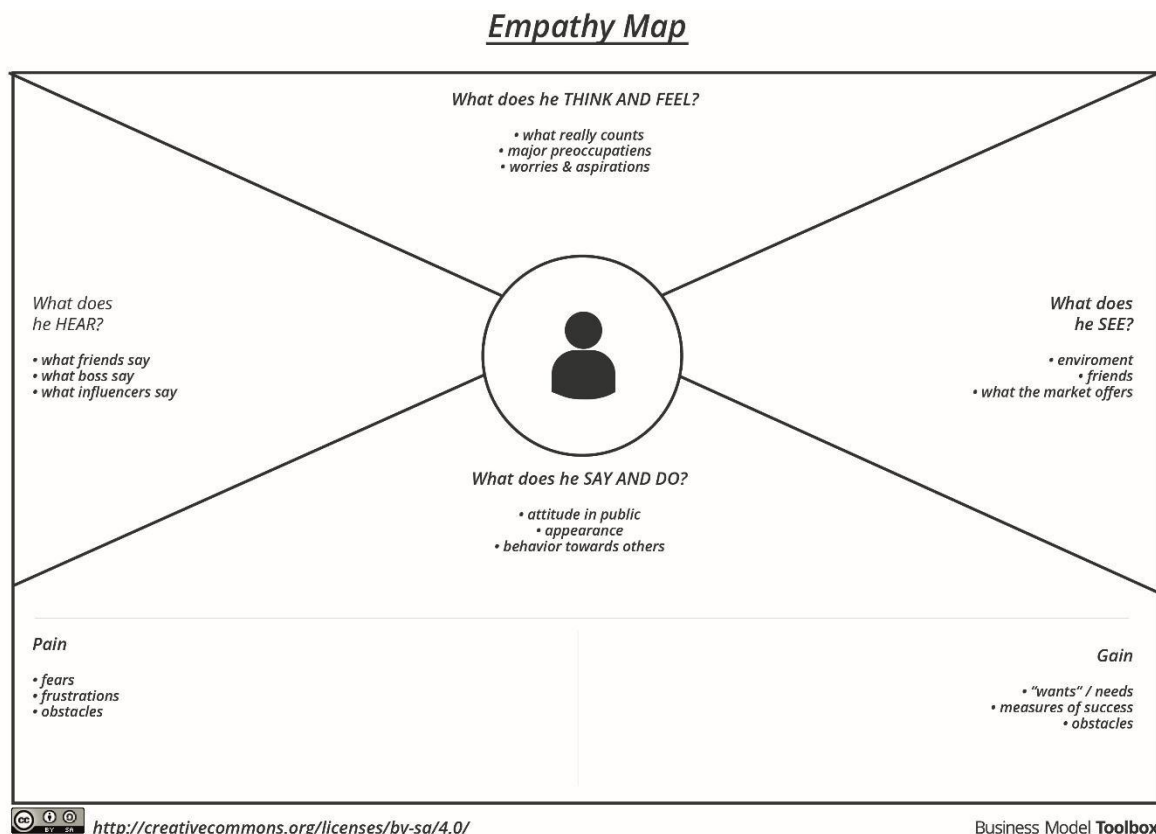 Empathy Map
What does he THINK AND FEEL?
• what really counts
• major preoccupatiens
• worries & aspirations
What does
he HEAR?
• what friends say
• what boss say
• what influencers say
What does
he SEE?
• enviroment
• friends
• what the market offers
What does he SAY AND DO?
• attitude in public
• appearance
• behavior towards others
Pain
• fears
• frustrations
• obstacles
Gain
• “wants” / needs
• measures of success
• obstacles
cc BY SA
http://creativecommons.org/licenses/by-sa/4.0/
Business Model Toolbox